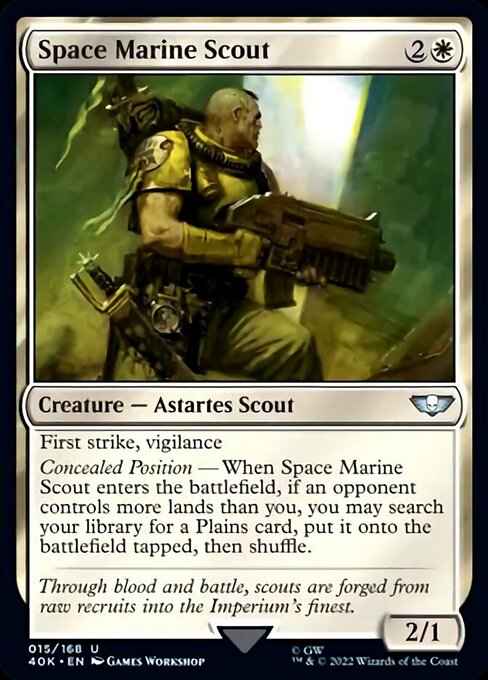 Space Marine Scout 2
Creature — Astartes Scout
First strike, vigilance
Concealed Position — When Space Marine
Scout enters the battlefield, if an opponent
controls more lands than you, you may search
your library for a Plains card, put it onto the
battlefield tapped, then shuffle.
Through blood and battle, scouts are forged from
raw recruits into the Imperium's finest.
2/1
015/168 U
40K • EN Games Workshop
© GW
™ & © 2022 Wizards of the Coast